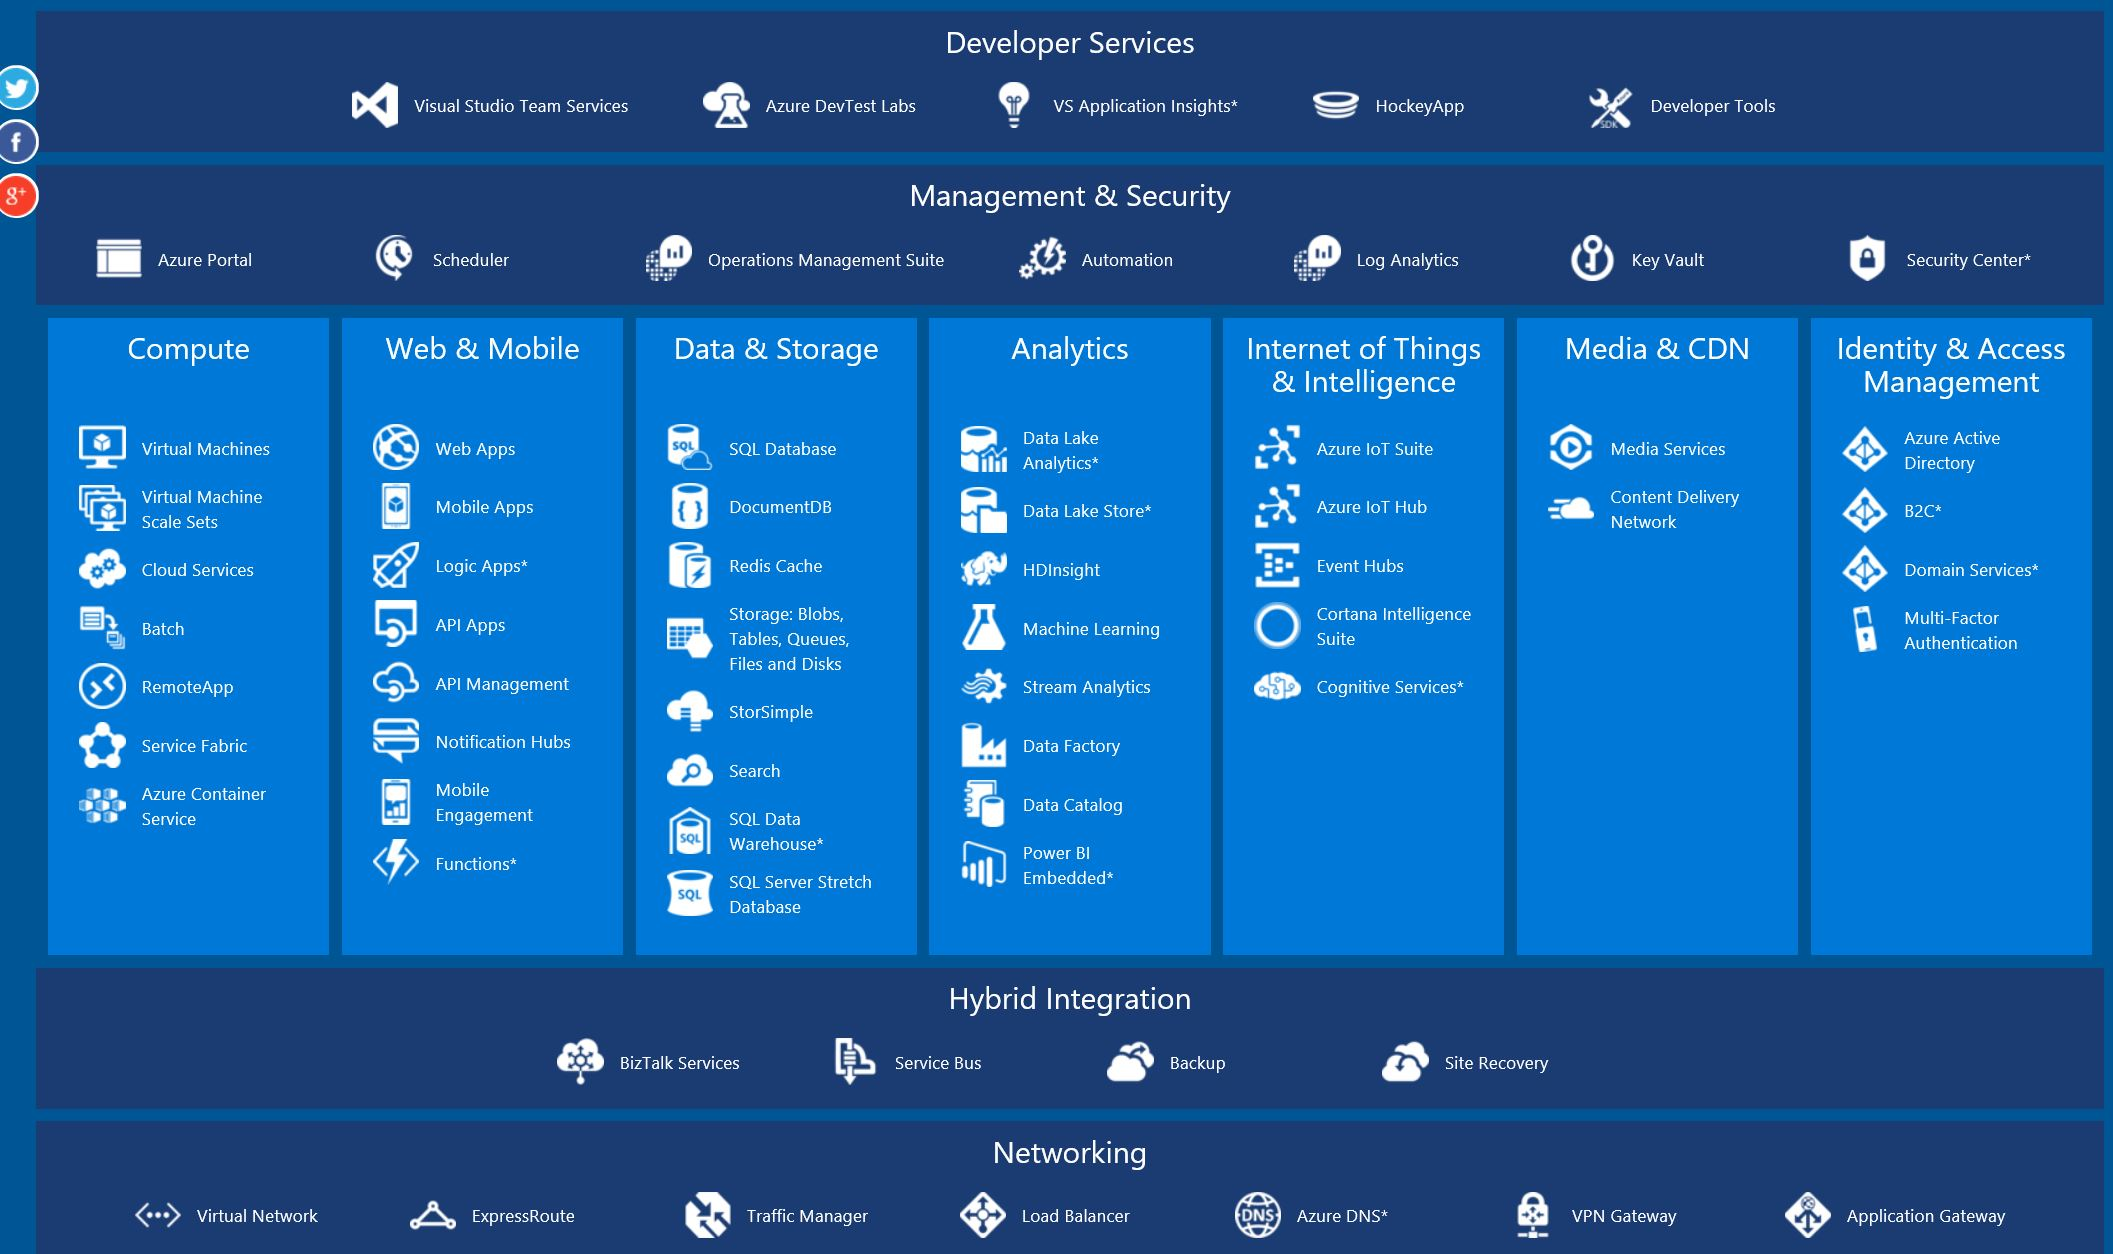 Developer Services
Visual Studio Team Services
Azure DevTest Labs
VS Application Insights*
HockeyApp
SDK
Developer Tools
f
g+
Management & Security
Azure Portal
Scheduler
Operations Management Suite
Automation
Log Analytics
Key Vault
Security Center*
Compute
Virtual Machines
Virtual Machine
Scale Sets
Cloud Services
Batch
RemoteApp
Service Fabric
Azure Container
Service
Web & Mobile
Web Apps
Mobile Apps
Logic Apps*
API Apps
API Management
Notification Hubs
Mobile
Engagement
Functions*
Data & Storage
SQL
SQL Database
DocumentDB
Redis Cache
Storage: Blobs,
Tables, Queues,
Files and Disks
StorSimple
Search
SQL
SQL Data
Warehouse*
SQL
SQL Server Stretch
Database
Analytics
Data Lake
Analytics*
Data Lake Store*
HDInsight
Machine Learning
Stream Analytics
Data Factory
Data Catalog
Power BI
Embedded*
Internet of Things
& Intelligence
Azure IoT Suite
Azure IoT Hub
Event Hubs
Cortana Intelligence
Suite
Cognitive Services*
Media & CDN
Media Services
Content Delivery
Network
Identity & Access
Management
Azure Active
Directory
B2C*
Domain Services*
Multi-Factor
Authentication
Hybrid Integration
BizTalk Services
Service Bus
Backup
Site Recovery
Networking
Virtual Network
ExpressRoute
Traffic Manager
Load Balancer
DNS
Azure DNS*
VPN Gateway
Application Gateway